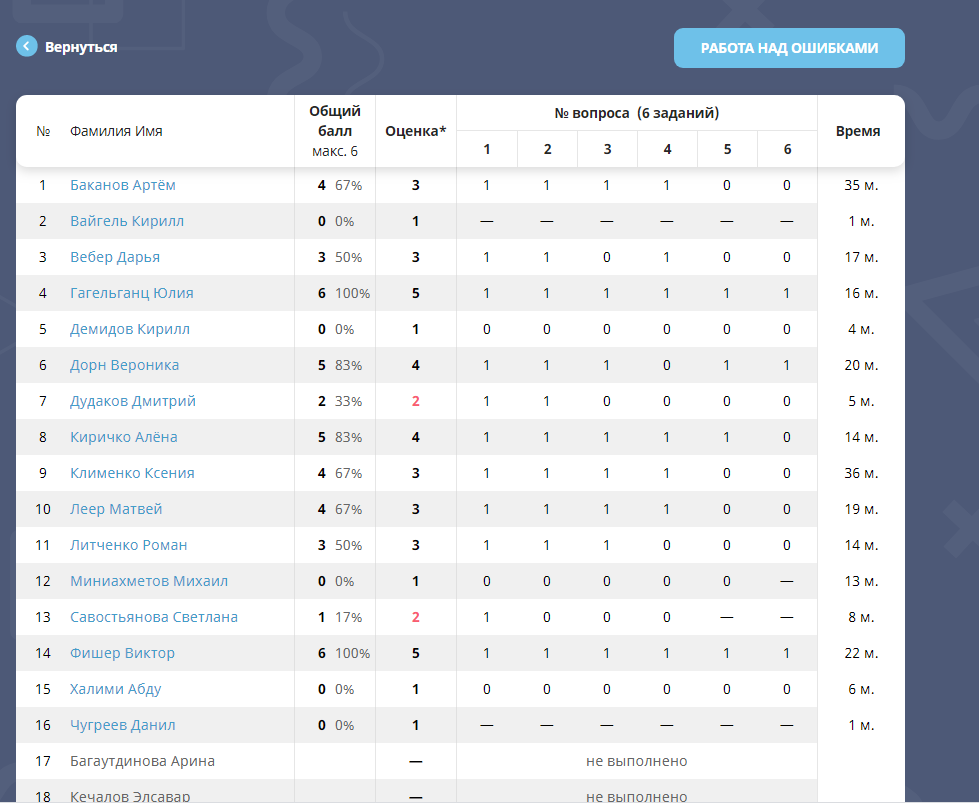 Вернуться
РАБОТА НАД ОШИБКАМИ
№ Фамилия Имя Общий балл макс. 6 Оценка* № вопроса (6 заданий) Время
1 2 3 4 5 6
1 Баканов Артём 4 67% 3 1 1 1 1 0 0 35 м.
2 Вайгель Кирилл 0 0% 1 — — — — — — 1 м.
3 Вебер Дарья 3 50% 3 1 1 0 1 0 0 17 м.
4 Гагельганц Юлия 6 100% 5 1 1 1 1 1 1 16 м.
5 Демидов Кирилл 0 0% 1 0 0 0 0 0 0 4 м.
6 Дорн Вероника 5 83% 4 1 1 1 0 1 1 20 м.
7 Дудаков Дмитрий 2 33% 2 1 1 0 0 0 0 5 м.
8 Киричко Алёна 5 83% 4 1 1 1 1 1 0 14 м.
9 Клименко Ксения 4 67% 3 1 1 1 1 0 0 36 м.
10 Леер Матвей 4 67% 3 1 1 1 1 0 0 19 м.
11 Литченко Роман 3 50% 3 1 1 1 0 0 0 14 м.
12 Миниахметов Михаил 0 0% 1 0 0 0 0 0 — 13 м.
13 Савостьянова Светлана 1 17% 2 1 0 0 0 — — 8 м.
14 Фишер Виктор 6 100% 5 1 1 1 1 1 1 22 м.
15 Халими Абду 0 0% 1 0 0 0 0 0 0 6 м.
16 Чугреев Данил 0 0% 1 — — — — — — 1 м.
17 Багаутдинова Арина — не выполнено
18 Кечалов Элсавар — не выполнено